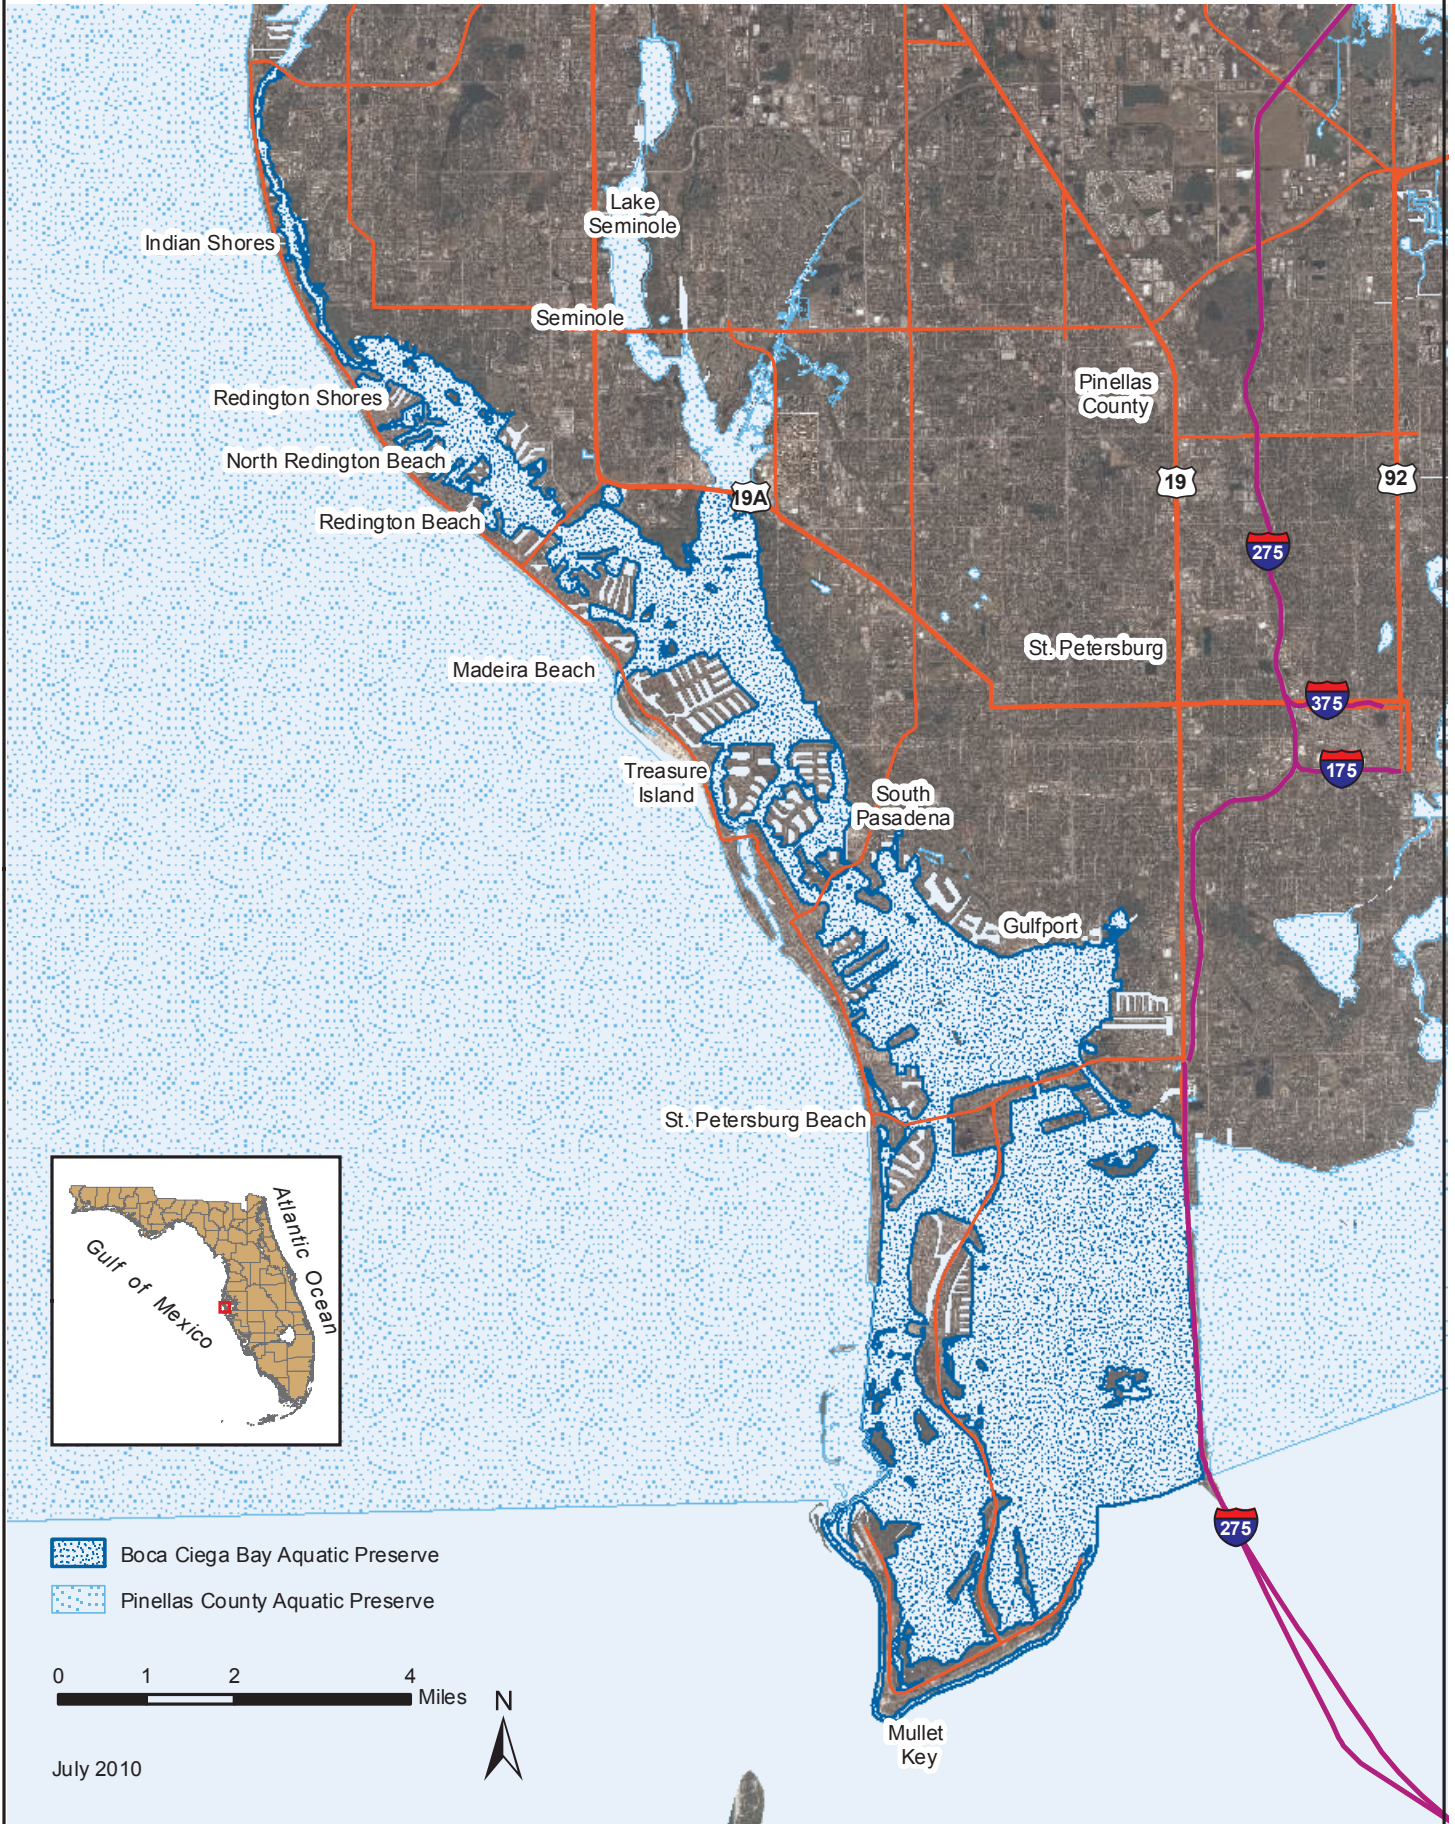 Lake
Seminole
Indian Shores
Seminole
Pinellas
County
Redington Shores
North Redington Beach
19A
19
92
Redington Beach
275
St. Petersburg
Madeira Beach
375
175
Treasure
Island
South
Pasadena
Gulfport
St. Petersburg Beach
Atlantic Ocean
Gulf of Mexico
275
Boca Ciega Bay Aquatic Preserve
Pinellas County Aquatic Preserve
0 1 2 4
Miles
N
Mullet
Key
July 2010